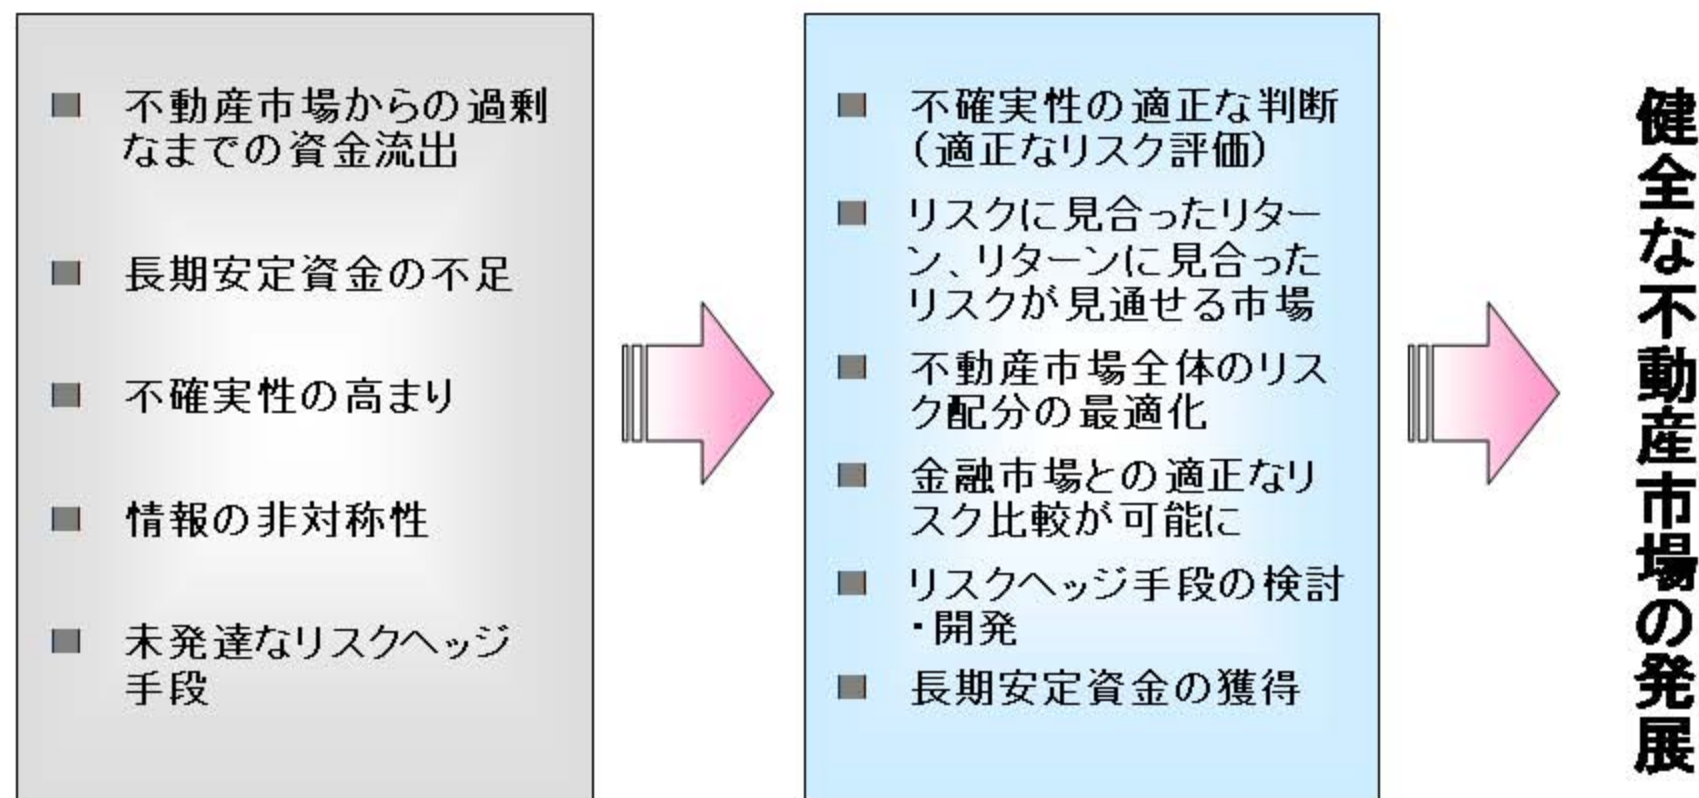 不動産市場からの過剰
なまでの資金流出
長期安定資金の不足
不確実性の高まり
情報の非対称性
未発達なリスクヘッジ
手段
不確実性の適正な判断
（適正なリスク評価）
リスクに見合ったリター
ン、リターンに見合った
リスクが見通せる市場
不動産市場全体のリス
ク配分の最適化
金融市場との適正なリ
スク比較が可能に
リスクヘッジ手段の検討
・開発
長期安定資金の獲得
健全な不動産市場の発展